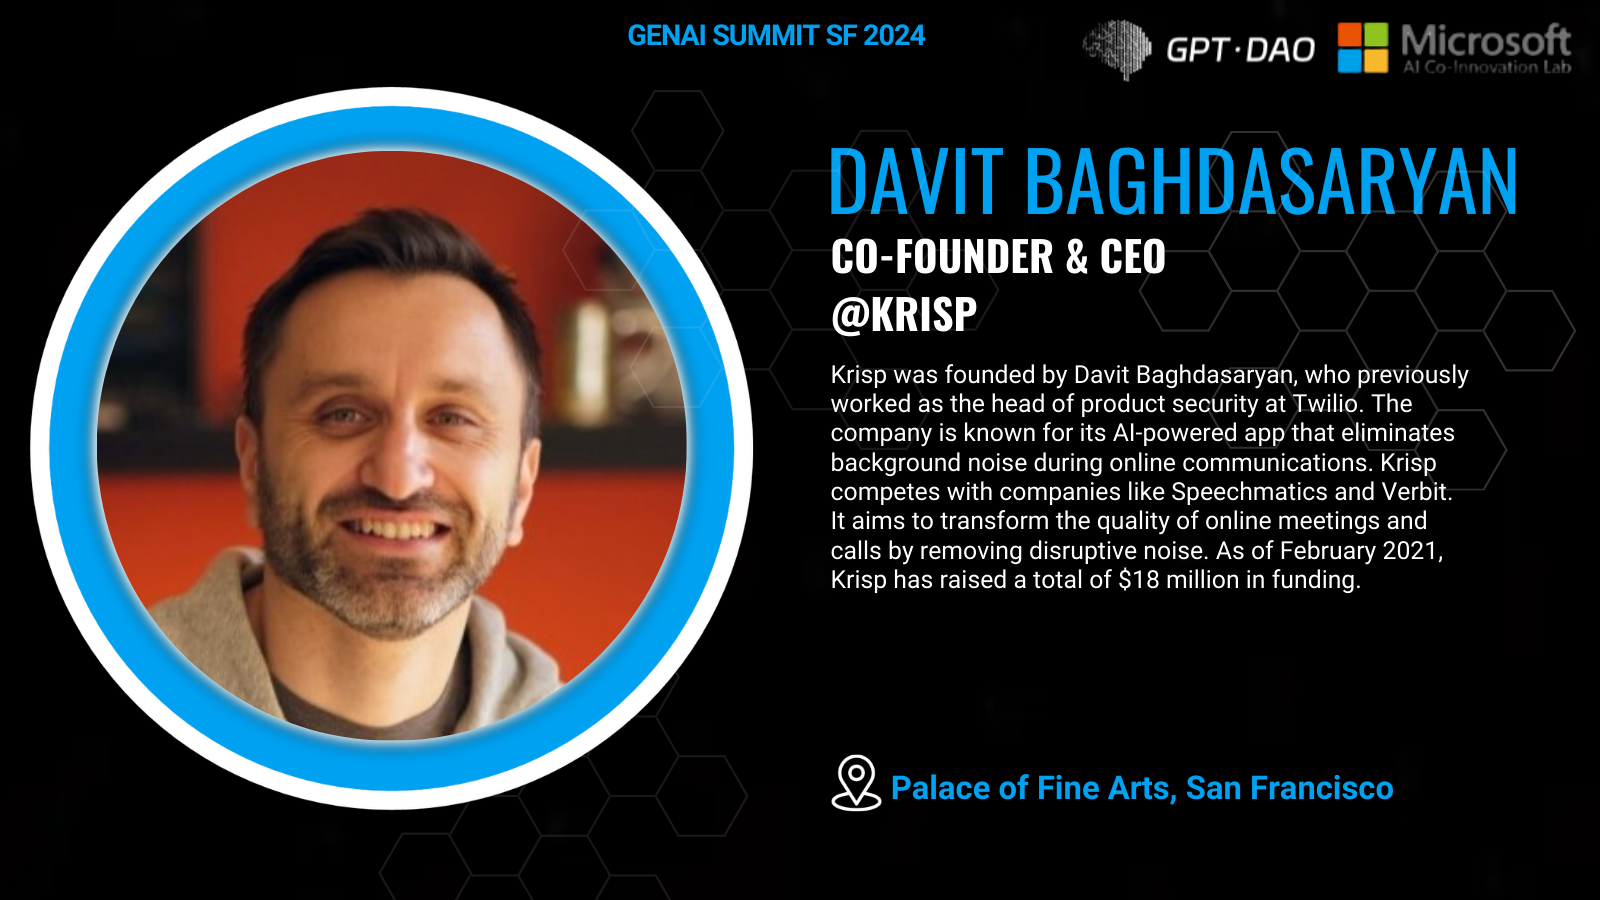 GENAI SUMMIT SF 2024
GPT·DAO
Microsoft
AI Co-Innovation Lab
DAVIT BAGHDASARYAN
CO-FOUNDER & CEO
@KRISP
Krisp was founded by Davit Baghdasaryan, who previously
worked as the head of product security at Twilio. The
company is known for its AI-powered app that eliminates
background noise during online communications. Krisp
competes with companies like Speechmatics and Verbit.
It aims to transform the quality of online meetings and
calls by removing disruptive noise. As of February 2021,
Krisp has raised a total of $18 million in funding.
Palace of Fine Arts, San Francisco